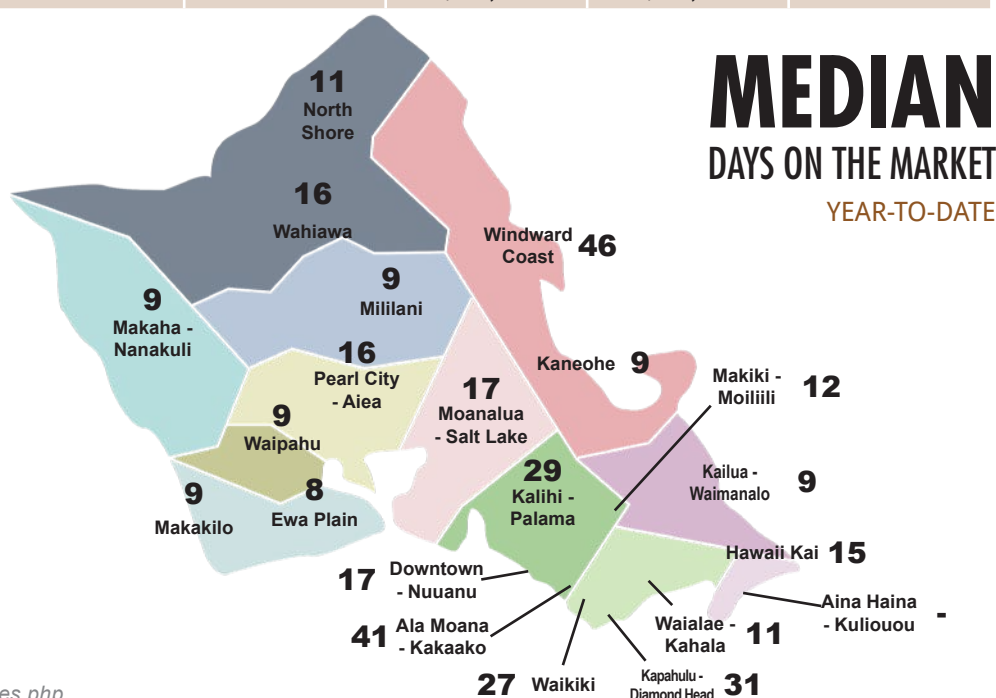 MEDIAN
DAYS ON THE MARKET
YEAR-TO-DATE
11
North
Shore
16
Wahiawa
Windward
Coast
46
9
Mililani
9
Makaha -
Nanakuli
16
Pearl City
- Aiea
Kaneohe
9
17
Moanalua
- Salt Lake
Makiki -
Moiliili
12
9
Waipahu
29
Kalihi -
Palama
Kailua -
Waimanalo
9
9
Makakilo
8
Ewa Plain
Hawaii Kai
15
17
Downtown
- Nuuanu
Aina Haina
- Kuliouou
-
41
Ala Moana
- Kakaako
Waialae -
Kahala
11
27
Waikiki
Kapahulu -
Diamond Head
31
es.php